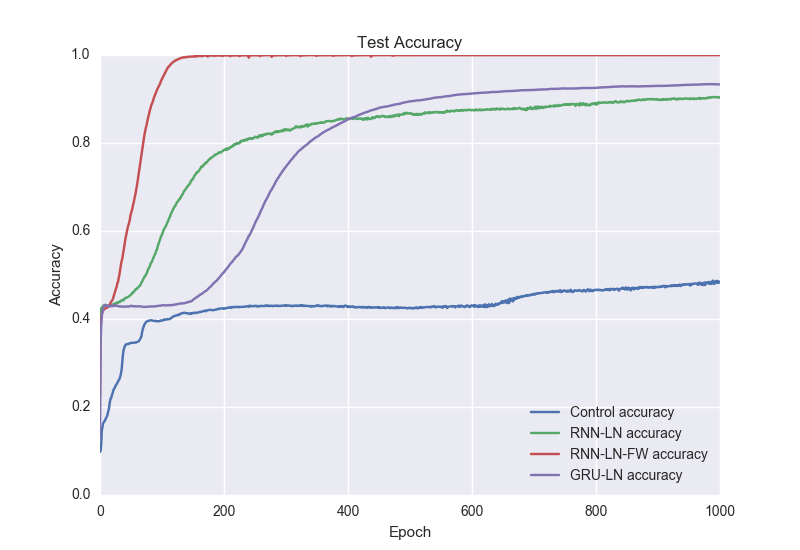 Test Accuracy
1.0
0.8
0.6
0.4
0.2
0.0
Accuracy
0
200
400
600
800
1000
Epoch
Control accuracy
RNN-LN accuracy
RNN-LN-FW accuracy
GRU-LN accuracy